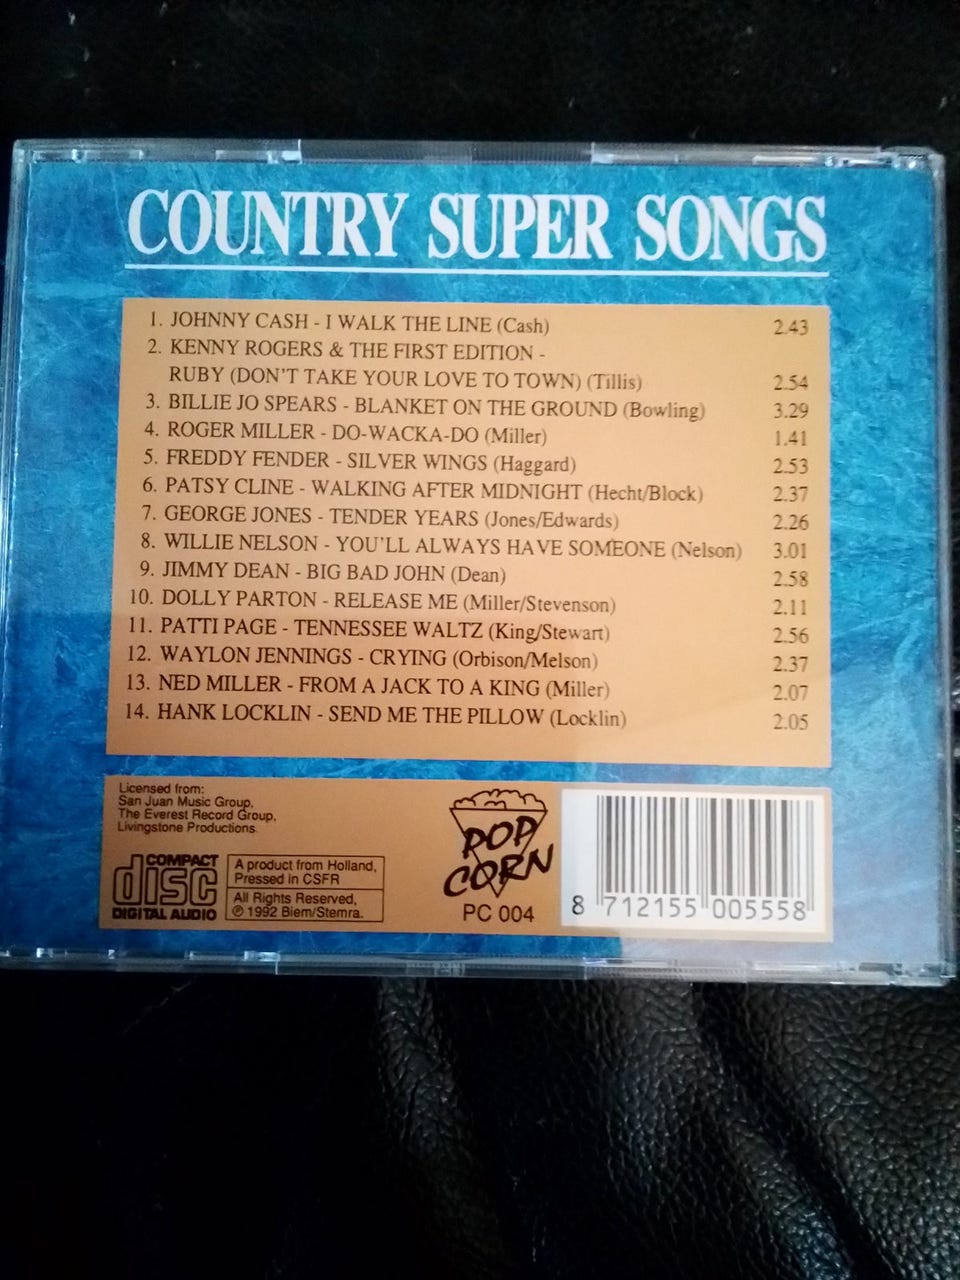 COUNTRY SUPER SONGS
1. JOHNNY CASH - I WALK THE LINE (Cash) 2.43
2. KENNY ROGERS & THE FIRST EDITION -
RUBY (DON'T TAKE YOUR LOVE TO TOWN) (Tillis) 2.54
3. BILLIE JO SPEARS - BLANKET ON THE GROUND (Bowling) 3.29
4. ROGER MILLER - DO-WACKA-DO (Miller) 1.41
5. FREDDY FENDER - SILVER WINGS (Haggard) 2.53
6. PATSY CLINE - WALKING AFTER MIDNIGHT (Hecht/Block) 2.37
7. GEORGE JONES - TENDER YEARS (Jones/Edwards) 2.26
8. WILLIE NELSON - YOU'LL ALWAYS HAVE SOMEONE (Nelson) 3.01
9. JIMMY DEAN - BIG BAD JOHN (Dean) 2.58
10. DOLLY PARTON - RELEASE ME (Miller/Stevenson) 2.11
11. PATTI PAGE - TENNESSEE WALTZ (King/Stewart) 2.56
12. WAYLON JENNINGS - CRYING (Orbison/Melson) 2.37
13. NED MILLER - FROM A JACK TO A KING (Miller) 2.07
14. HANK LOCKLIN - SEND ME THE PILLOW (Locklin) 2.05
Licensed from:
San Juan Music Group,
The Everest Record Group,
Livingstone Productions
COMPACT
disc
DIGITAL AUDIO
A product from Holland,
Pressed in CSFR
All Rights Reserved,
℗ 1992 Biem/Stemra.
POP
CORN
PC 004
8 712155 005558